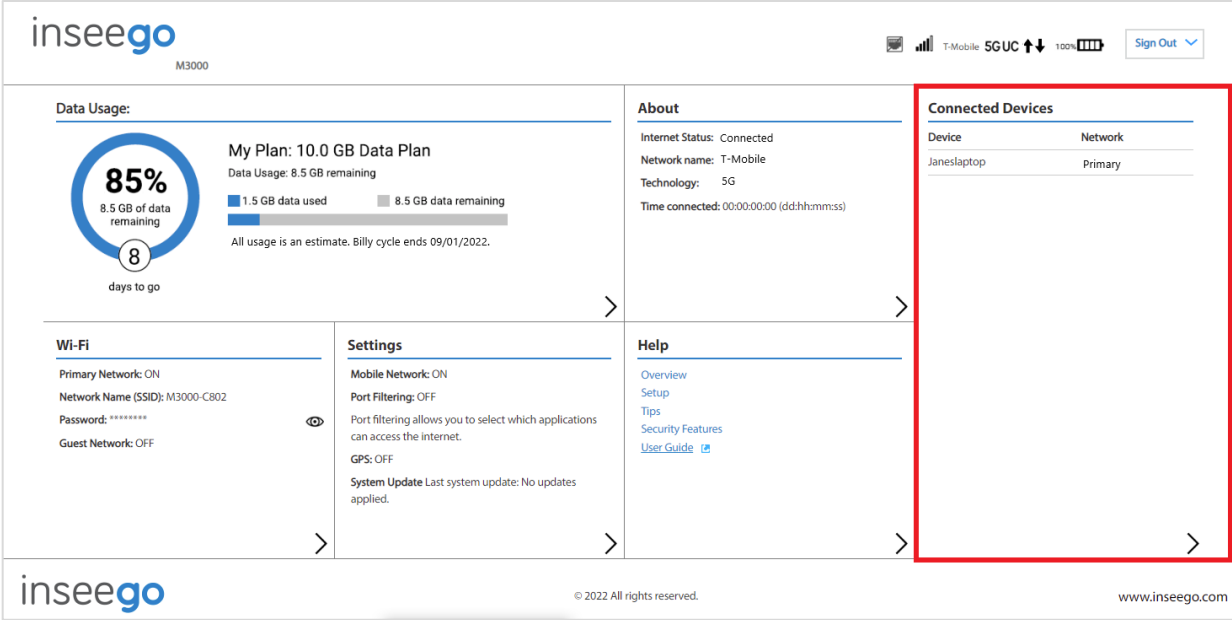 inseego
M3000
T-Mobile 5G UC 100%
Sign Out
Data Usage:
85%
8.5 GB of data
remaining
8
days to go
My Plan: 10.0 GB Data Plan
Data Usage: 8.5 GB remaining
1.5 GB data used 8.5 GB data remaining
All usage is an estimate. Billy cycle ends 09/01/2022.
About
Internet Status: Connected
Network name: T-Mobile
Technology: 5G
Time connected: 00:00:00:00 (dd:hh:mm:ss)
Connected Devices
Device Network
Janeslaptop Primary
Wi-Fi
Primary Network: ON
Network Name (SSID): M3000-C802
Password: ********
Guest Network: OFF
Settings
Mobile Network: ON
Port Filtering: OFF
Port filtering allows you to select which applications
can access the internet.
GPS: OFF
System Update Last system update: No updates
applied.
Help
Overview
Setup
Tips
Security Features
User Guide
inseego
© 2022 All rights reserved.
www.inseego.com